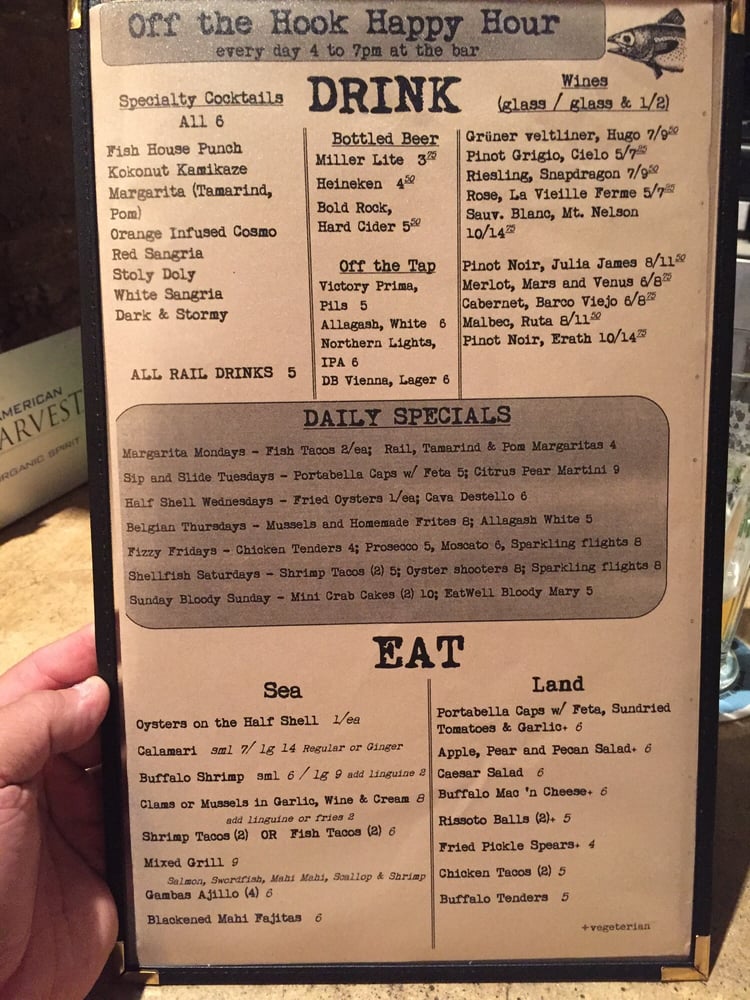 Off the Hook Happy Hour
every day 4 to 7pm at the bar
DRINK
Specialty Cocktails
All 6
Fish House Punch
Kokonut Kamikaze
Margarita (Tamarind,
Pom)
Orange Infused Cosmo
Red Sangria
Stoly Doly
White Sangria
Dark & Stormy
ALL RAIL DRINKS 5
Bottled Beer
Miller Lite 3 75
Heineken 4 50
Bold Rock,
Hard Cider 5 50
Off the Tap
Victory Prima,
Pils 5
Allagash, White 6
Northern Lights,
IPA 6
DB Vienna, Lager 6
Wines
(glass / glass & 1/2)
Grüner veltliner, Hugo 7/9 50
Pinot Grigio, Cielo 5/7 25
Riesling, Snapdragon 7/9 50
Rose, La Vieille Ferme 5/7 25
Sauv. Blanc, Mt. Nelson
10/14 75
Pinot Noir, Julia James 8/11 50
Merlot, Mars and Venus 6/8 75
Cabernet, Barco Viejo 6/8 75
Malbec, Ruta 8/11 50
Pinot Noir, Erath 10/14 75
DAILY SPECIALS
Margarita Mondays - Fish Tacos 2/ea; Rail, Tamarind & Pom Margaritas 4
Sip and Slide Tuesdays - Portabella Caps w/ Feta 5; Citrus Pear Martini 9
Half Shell Wednesdays - Fried Oysters 1/ea; Cava Destello 6
Belgian Thursdays - Mussels and Homemade Frites 8; Allagash White 5
Fizzy Fridays - Chicken Tenders 4; Prosecco 5, Moscato 6, Sparkling flights 8
Shellfish Saturdays - Shrimp Tacos (2) 5; Oyster shooters 8; Sparkling flights 8
Sunday Bloody Sunday - Mini Crab Cakes (2) 10; EatWell Bloody Mary 5
EAT
Sea
Oysters on the Half Shell 1/ea
Calamari sml 7/ lg 14 Regular or Ginger
Buffalo Shrimp sml 6 / lg 9 add linguine 2
Clams or Mussels in Garlic, Wine & Cream 8
add linguine or fries 2
Shrimp Tacos (2) OR Fish Tacos (2) 6
Mixed Grill 9
Salmon, Swordfish, Mahi Mahi, Scallop & Shrimp
Gambas Ajillo (4) 6
Blackened Mahi Fajitas 6
Land
Portabella Caps w/ Feta, Sundried
Tomatoes & Garlic+ 6
Apple, Pear and Pecan Salad+ 6
Caesar Salad 6
Buffalo Mac 'n Cheese+ 6
Rissoto Balls (2)+ 5
Fried Pickle Spears+ 4
Chicken Tacos (2) 5
Buffalo Tenders 5
+vegeterian
AMERICAN
ARVEST
ORGANIC SPIRIT